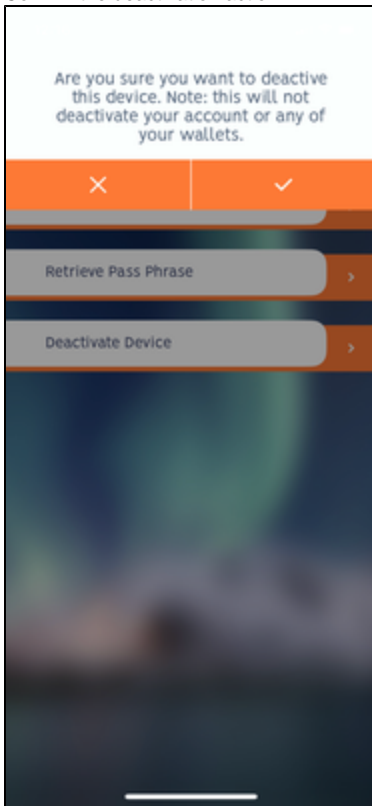 Are you sure you want to deactive
this device. Note: this will not
deactivate your account or any of
your wallets.
Retrieve Pass Phrase
Deactivate Device